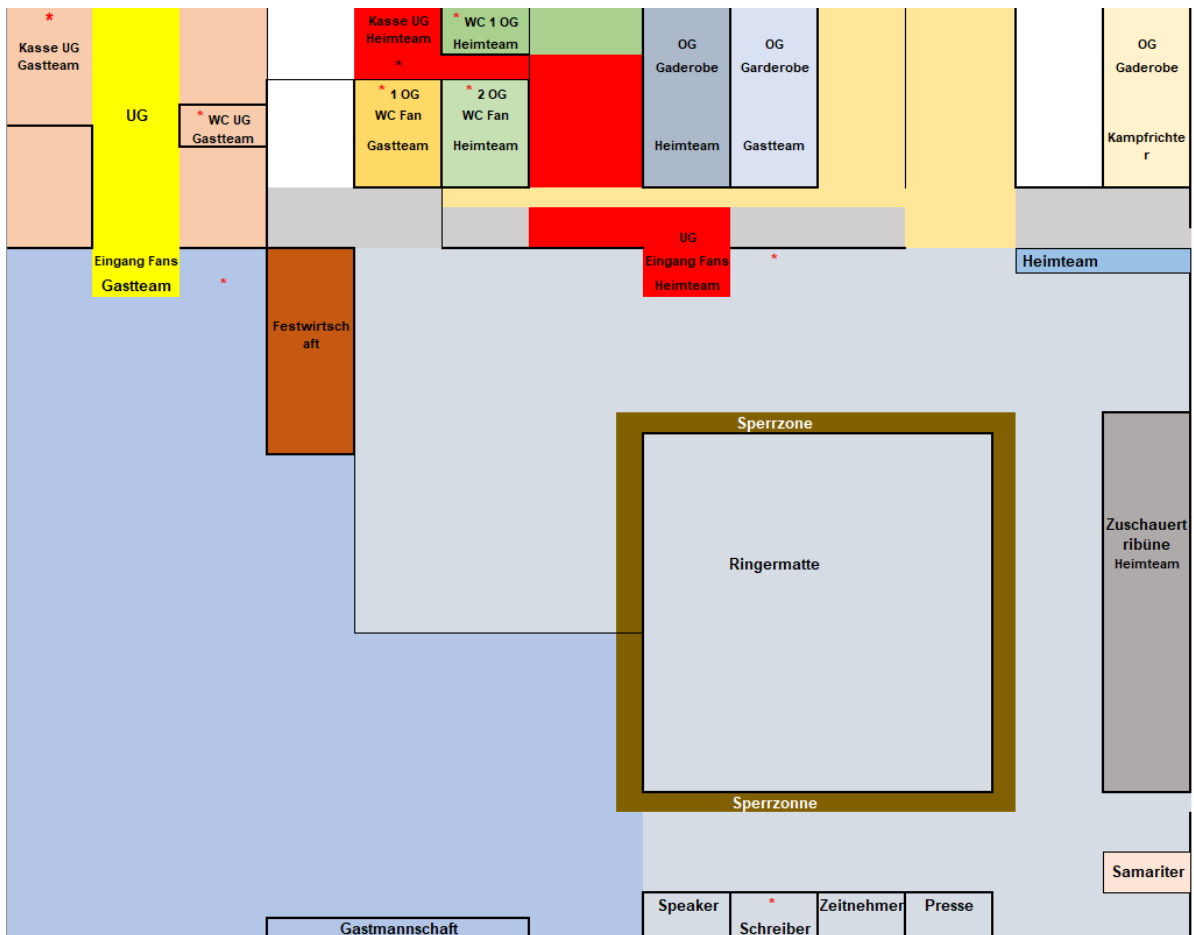 *
Kasse UG
Gastteam
UG
* WC UG
Gastteam
Kasse UG
Heimteam
*
* WC 1 OG
Heimteam
* 1 OG
WC Fan
Gastteam
* 2 OG
WC Fan
Heimteam
OG
Gaderobe
Heimteam
OG
Garderobe
Gastteam
OG
Gaderobe
Kampfrichte
r
Eingang Fans
Gastteam
*
UG
Eingang Fans
Heimteam
*
Heimteam
Festwirtsch
aft
Sperrzone
Ringermatte
Zuschauert
ribüne
Heimteam
Sperrzonne
Samariter
Speaker
*
Schreiber
Zeitnehmer
Presse
Gastmannschaft